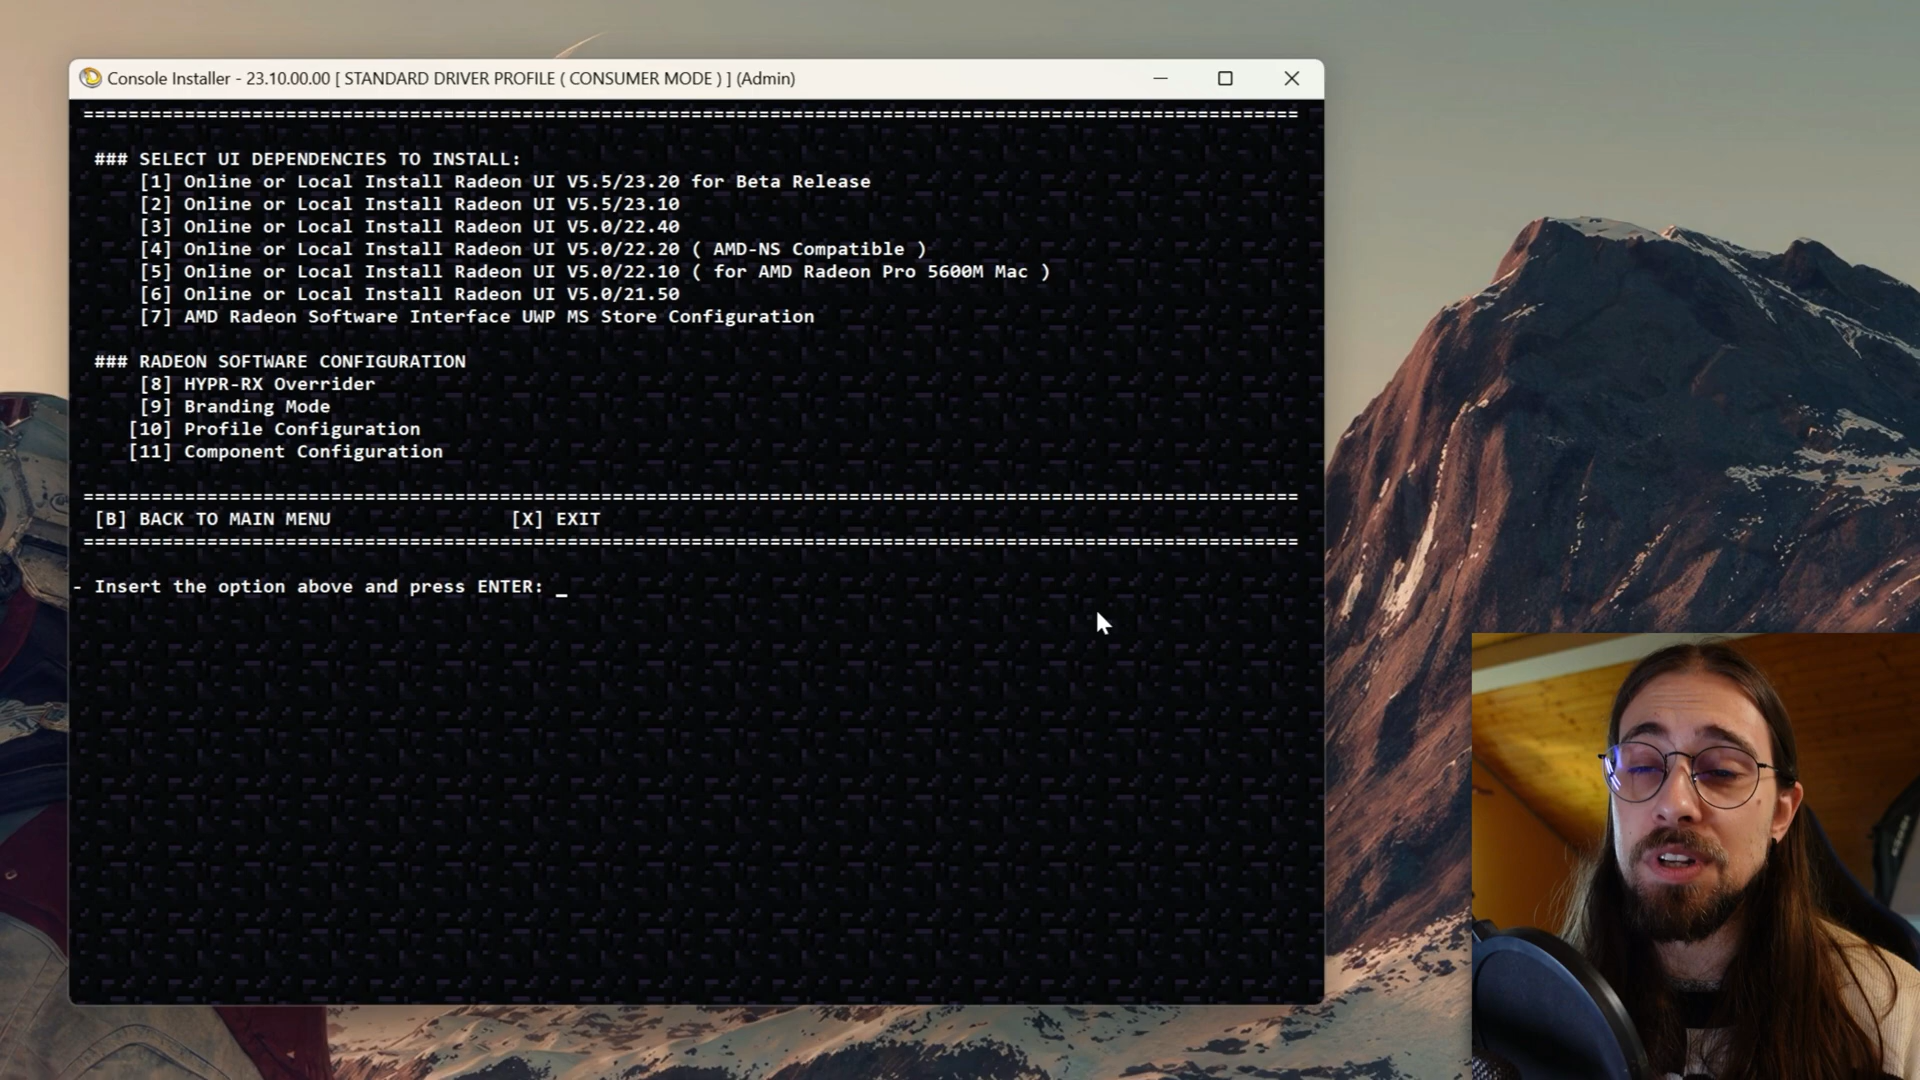 Console Installer - 23.10.00.00 [ STANDARD DRIVER PROFILE ( CONSUMER MODE ) ] (Admin)
============================================================================================================
### SELECT UI DEPENDENCIES TO INSTALL:
[1] Online or Local Install Radeon UI V5.5/23.20 for Beta Release
[2] Online or Local Install Radeon UI V5.5/23.10
[3] Online or Local Install Radeon UI V5.0/22.40
[4] Online or Local Install Radeon UI V5.0/22.20 ( AMD-NS Compatible )
[5] Online or Local Install Radeon UI V5.0/22.10 ( for AMD Radeon Pro 5600M Mac )
[6] Online or Local Install Radeon UI V5.0/21.50
[7] AMD Radeon Software Interface UWP MS Store Configuration
### RADEON SOFTWARE CONFIGURATION
[8] HYPR-RX Overrider
[9] Branding Mode
[10] Profile Configuration
[11] Component Configuration
============================================================================================================
[B] BACK TO MAIN MENU [X] EXIT
============================================================================================================
- Insert the option above and press ENTER: _